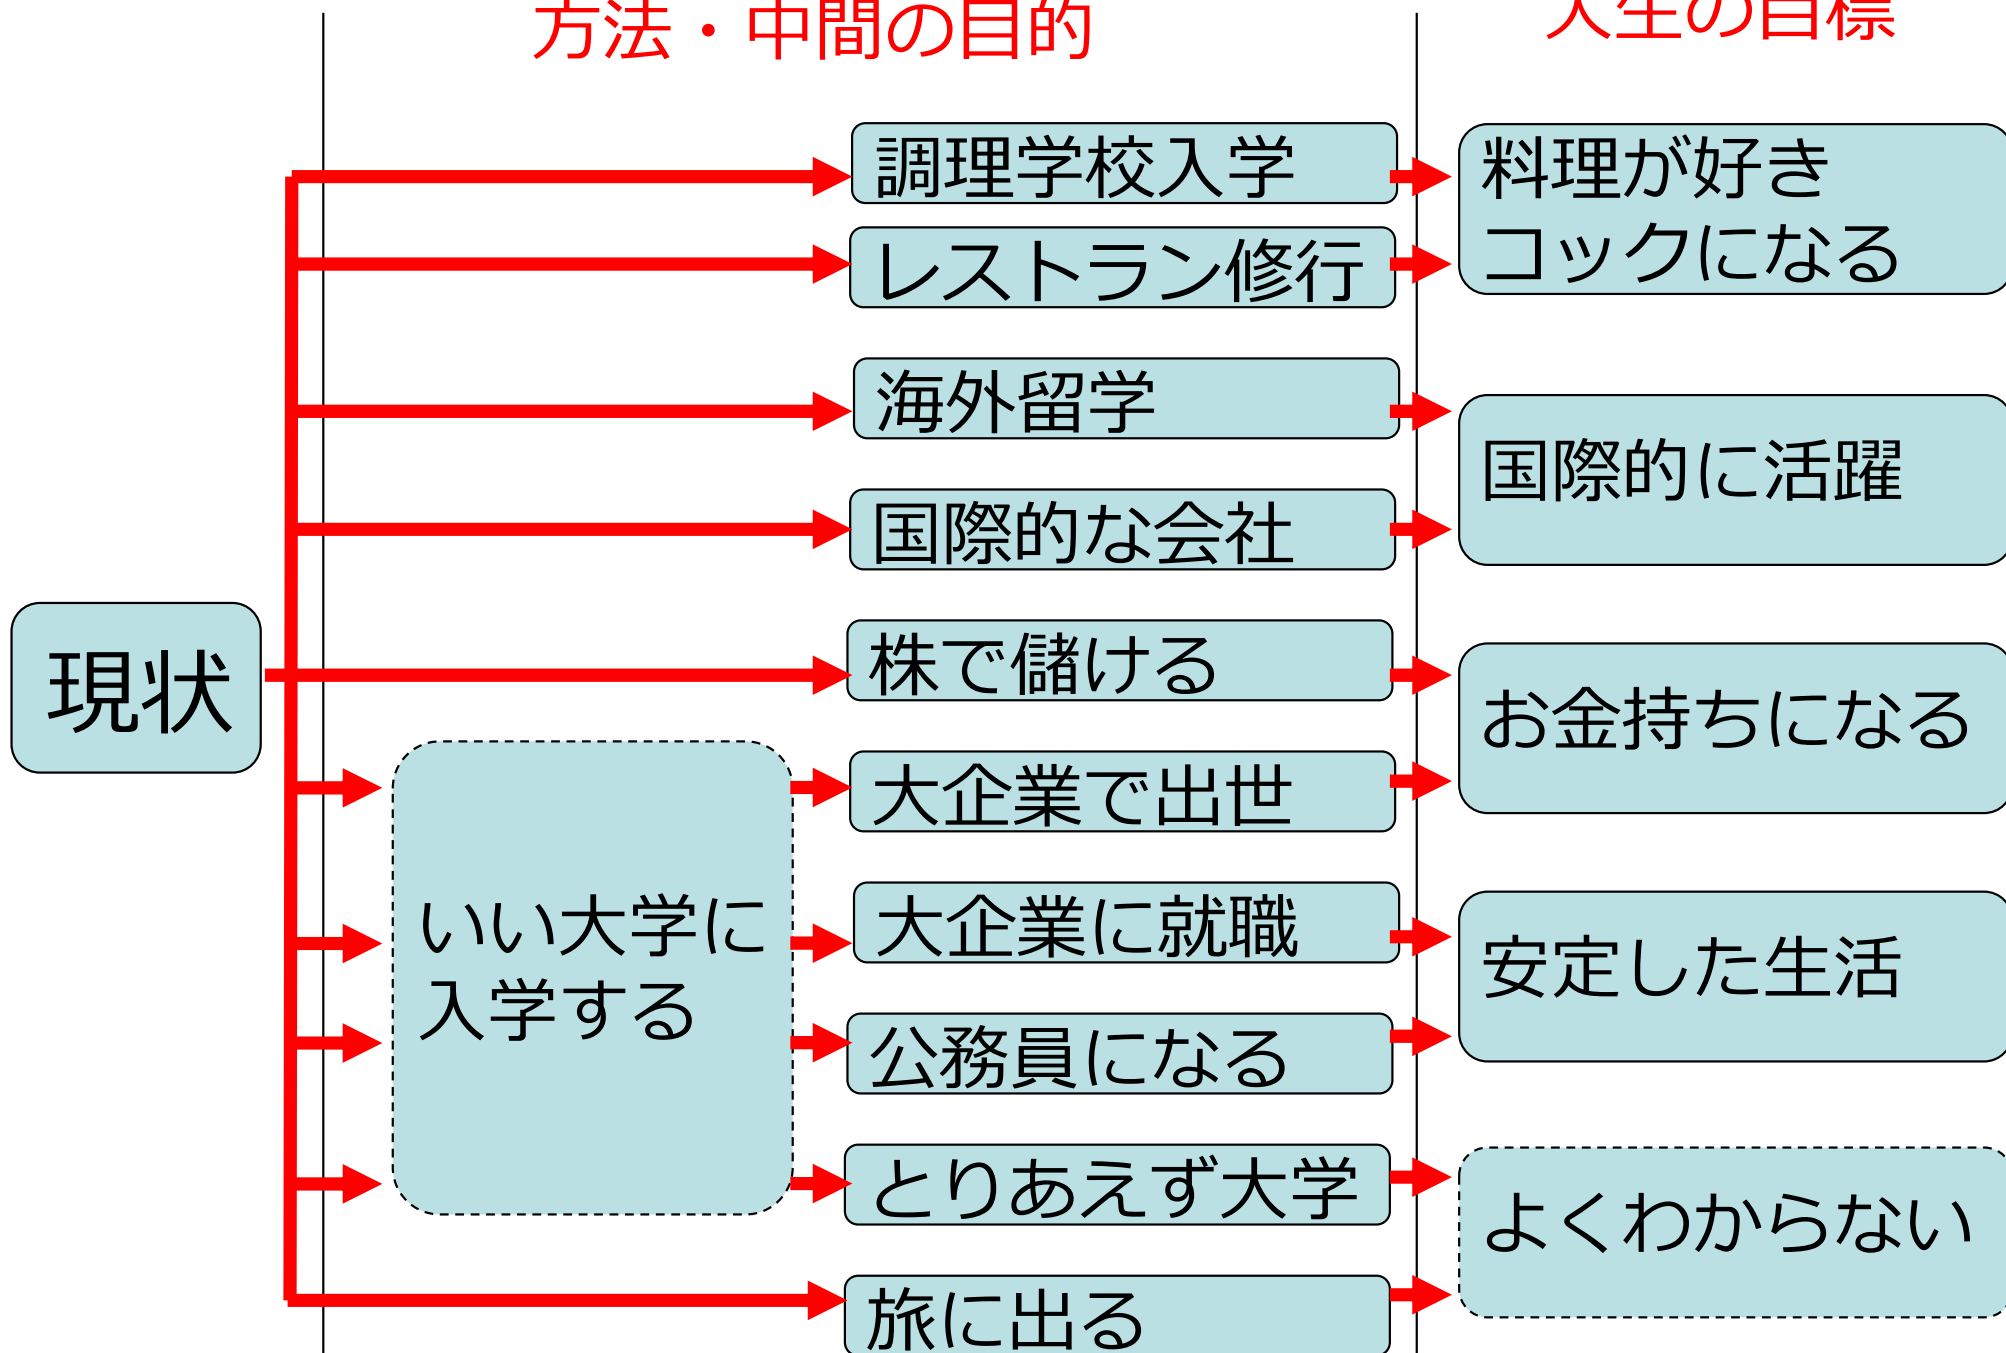 方法・中間の目的
人生の目標
現状
調理学校入学
レストラン修行
海外留学
国際的な会社
株で儲ける
いい大学に
入学する
大企業で出世
大企業に就職
公務員になる
とりあえず大学
旅に出る
料理が好き
コックになる
国際的に活躍
お金持ちになる
安定した生活
よくわからない